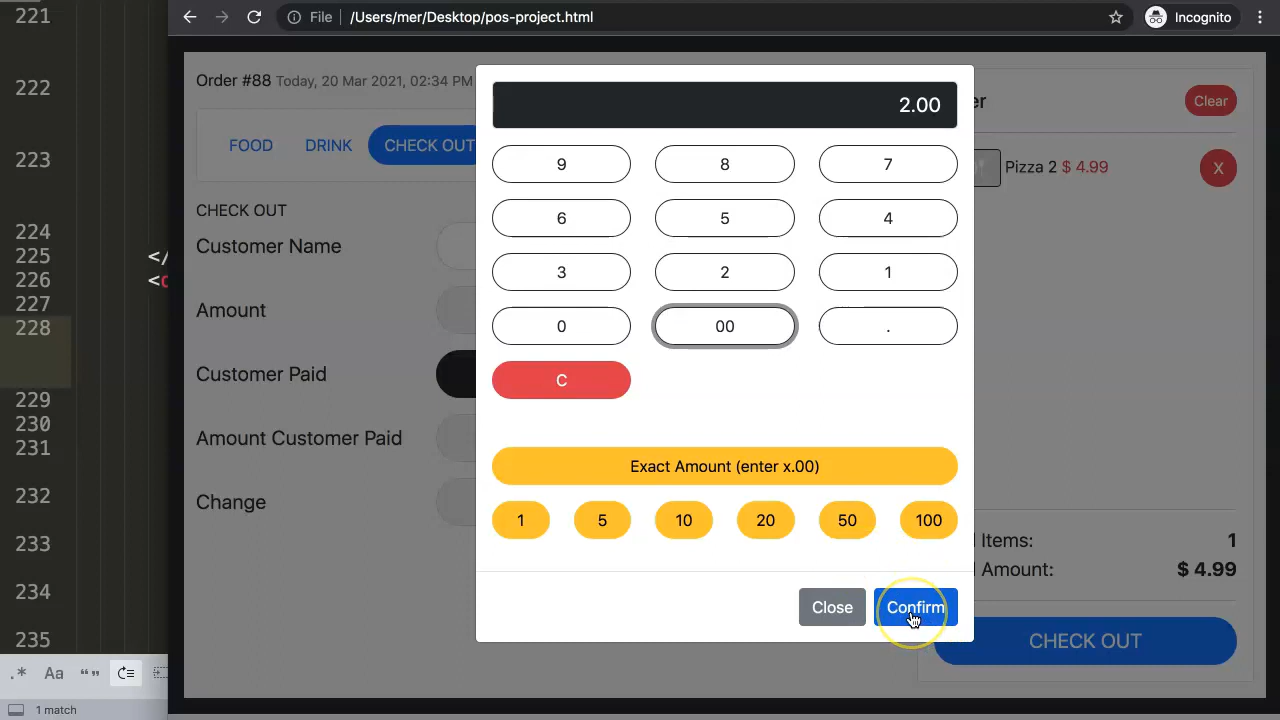 221
222
223
224
225
226
227
228
229
230
231
232
233
234
235
</
<
.* Aa “”
1 match
File /Users/mer/Desktop/pos-project.html Incognito
Order #88 Today, 20 Mar 2021, 02:34 PM
FOOD DRINK CHECK OUT
CHECK OUT
Customer Name
Amount
Customer Paid
Amount Customer Paid
Change
2.00
9 8 7
6 5 4
3 2 1
0 00 .
C
Exact Amount (enter x.00)
1 5 10 20 50 100
Close Confirm
er Clear
Pizza 2 $ 4.99 X
Items: 1
Amount: $ 4.99
CHECK OUT